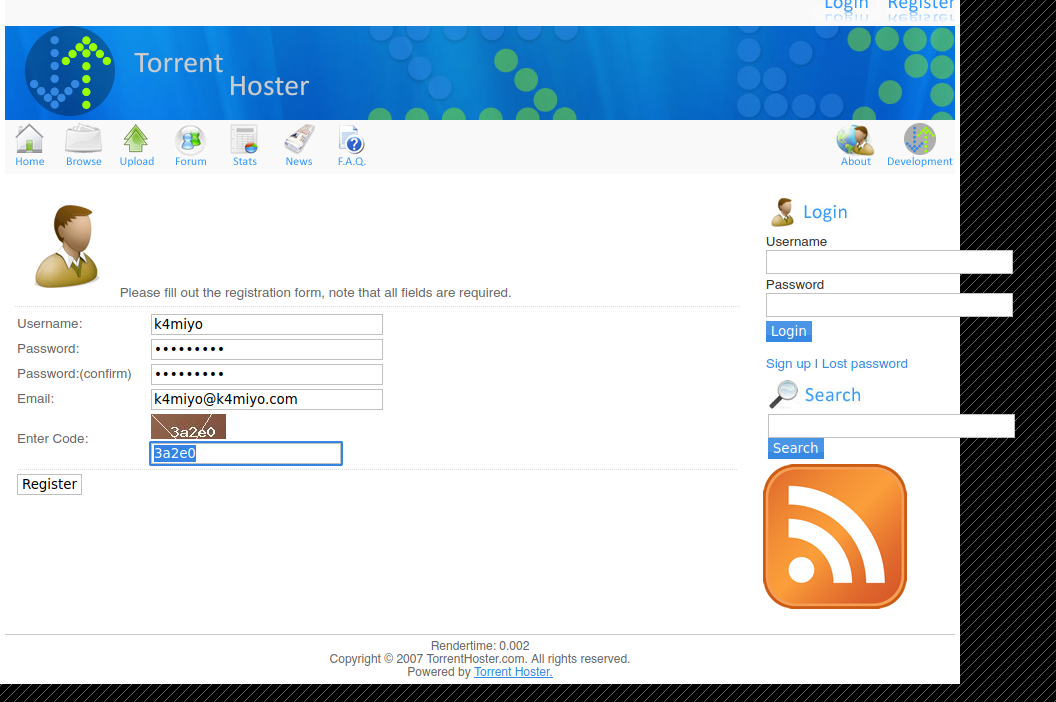 Login Register
Torrent
Hoster
Home Browse Upload Forum Stats News F.A.Q. About Development
Please fill out the registration form, note that all fields are required.
Username: k4miyo
Password: •••••••••
Password:(confirm) •••••••••
Email: k4miyo@k4miyo.com
3a2e0
Enter Code:
3a2e0
Register
Login
Username
Password
Login
Sign up I Lost password
Search
Search
Rendertime: 0.002
Copyright © 2007 TorrentHoster.com. All rights reserved.
Powered by Torrent Hoster.